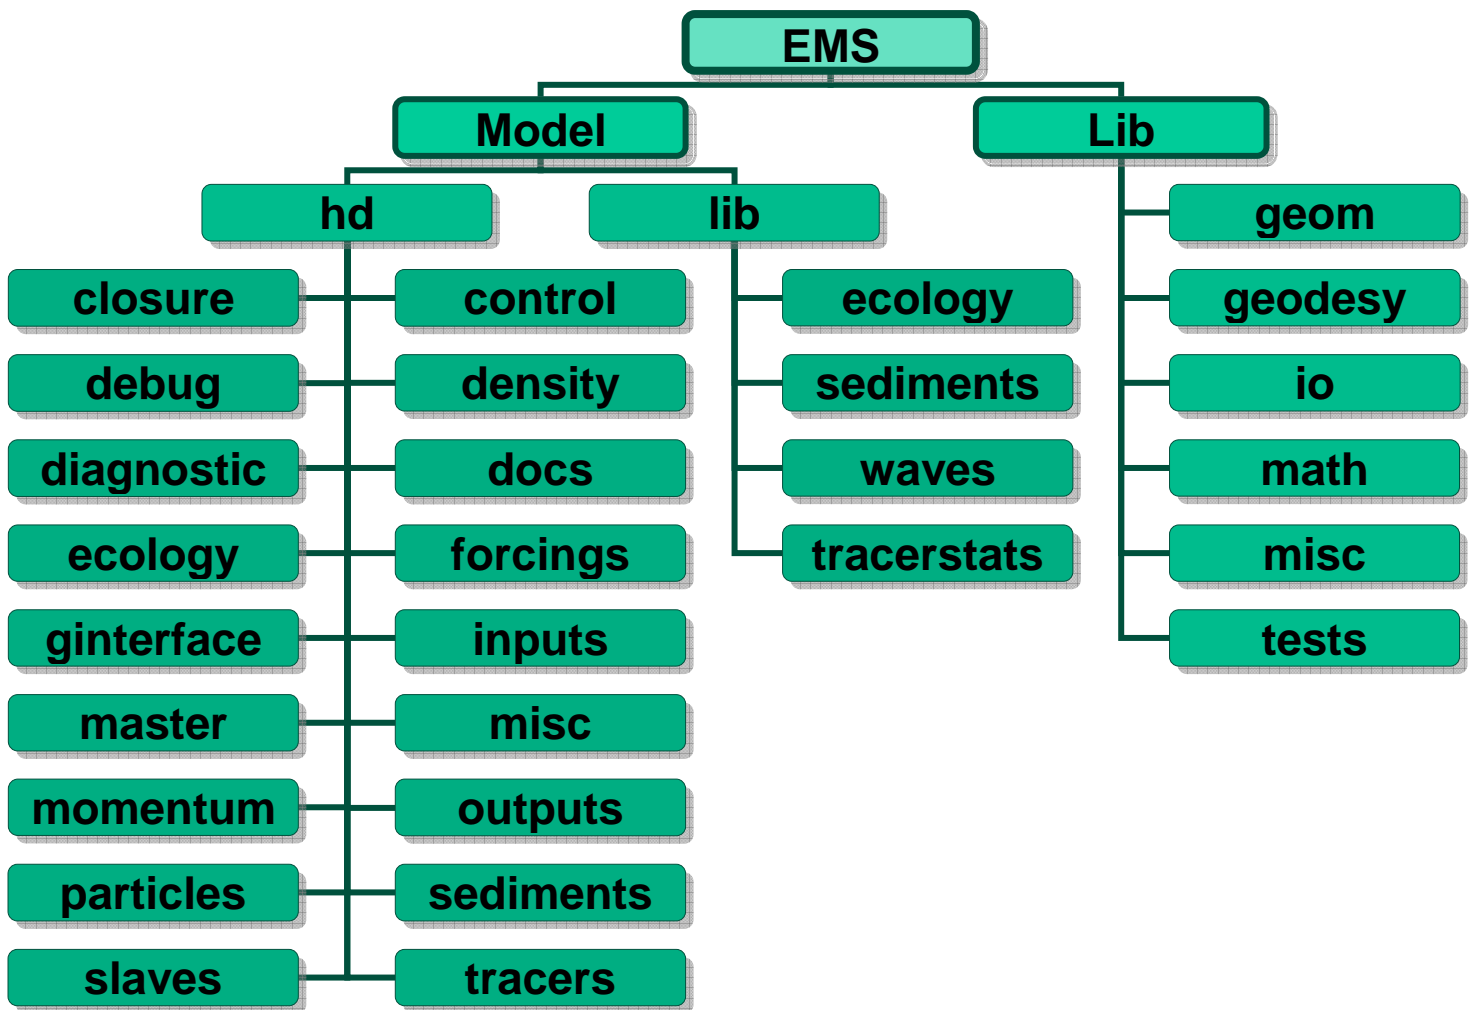 EMS
Model
Lib
hd
lib
geom
closure
control
ecology
geodesy
debug
density
sediments
io
diagnostic
docs
waves
math
ecology
forcings
tracerstats
misc
ginterface
inputs
tests
master
misc
momentum
outputs
particles
sediments
slaves
tracers